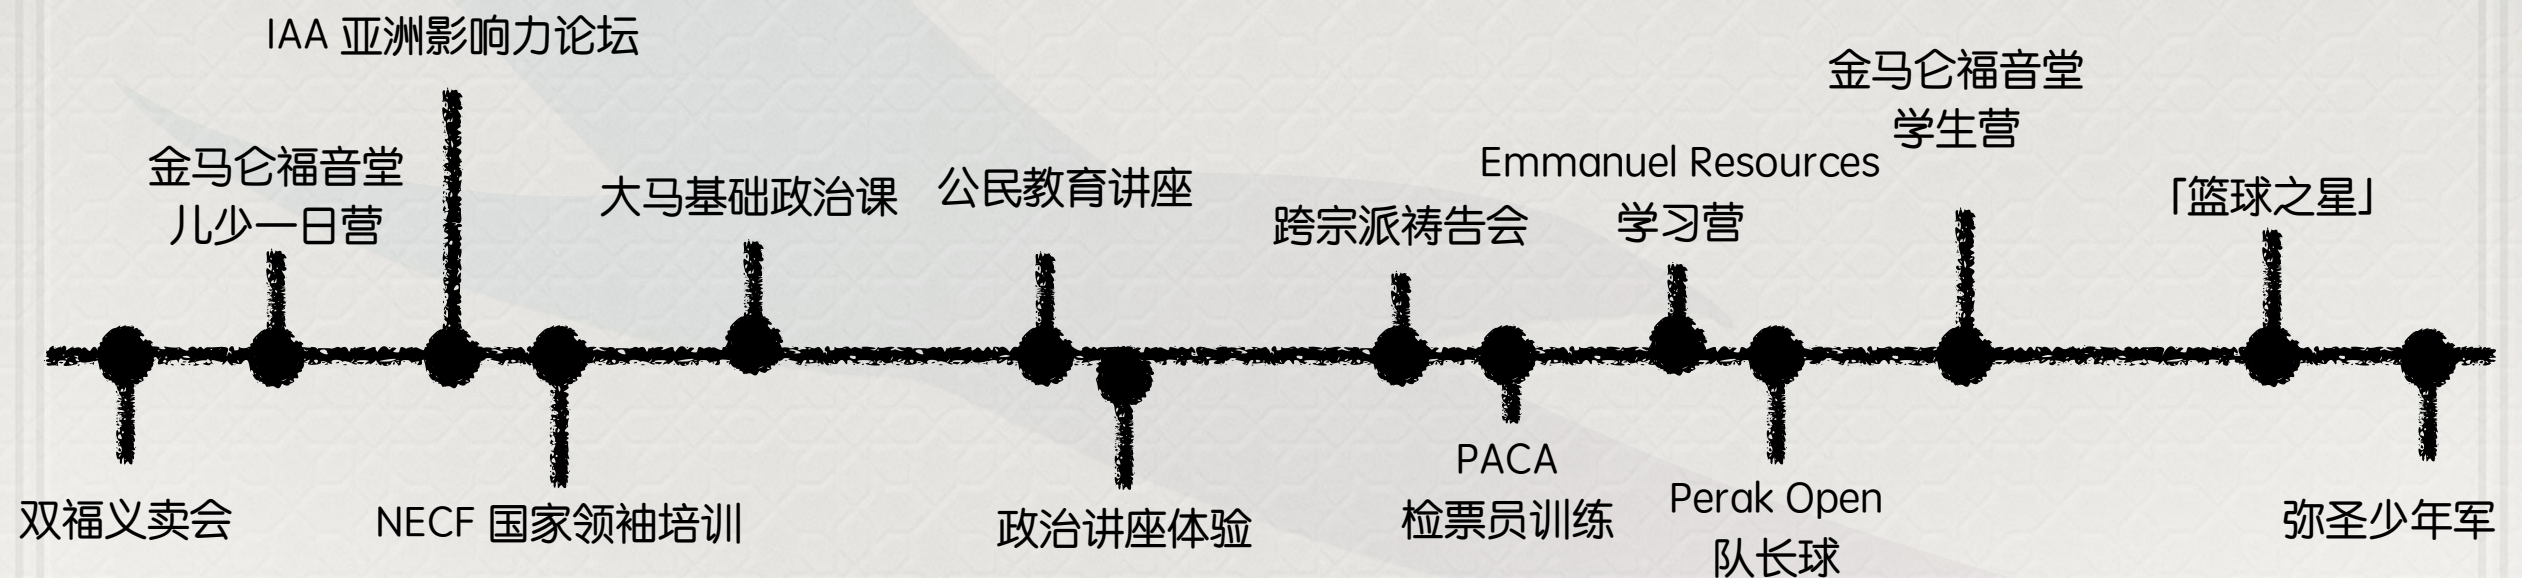 IAA 亚洲影响力论坛
金马仑福音堂
学生营
金马仑福音堂
儿少一日营
大马基础政治课
公民教育讲座
跨宗派祷告会
Emmanuel Resources
学习营
「篮球之星」
双福义卖会
NECF 国家领袖培训
政治讲座体验
PACA
检票员训练
Perak Open
队长球
弥圣少年军